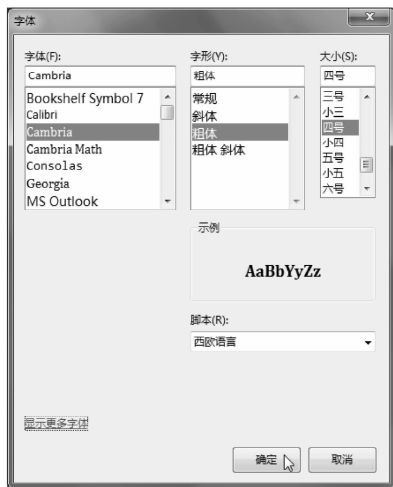 字体
字体(F):
Cambria
Bookshelf Symbol 7
Calibri
Cambria
Cambria Math
Consolas
Georgia
MS Outlook
字形(Y):
粗体
常规
斜体
粗体
粗体 斜体
大小(S):
四号
三号
小三
四号
小四
五号
小五
六号
示例
AaBbYyZz
脚本(R):
西欧语言
显示更多字体
确定
取消